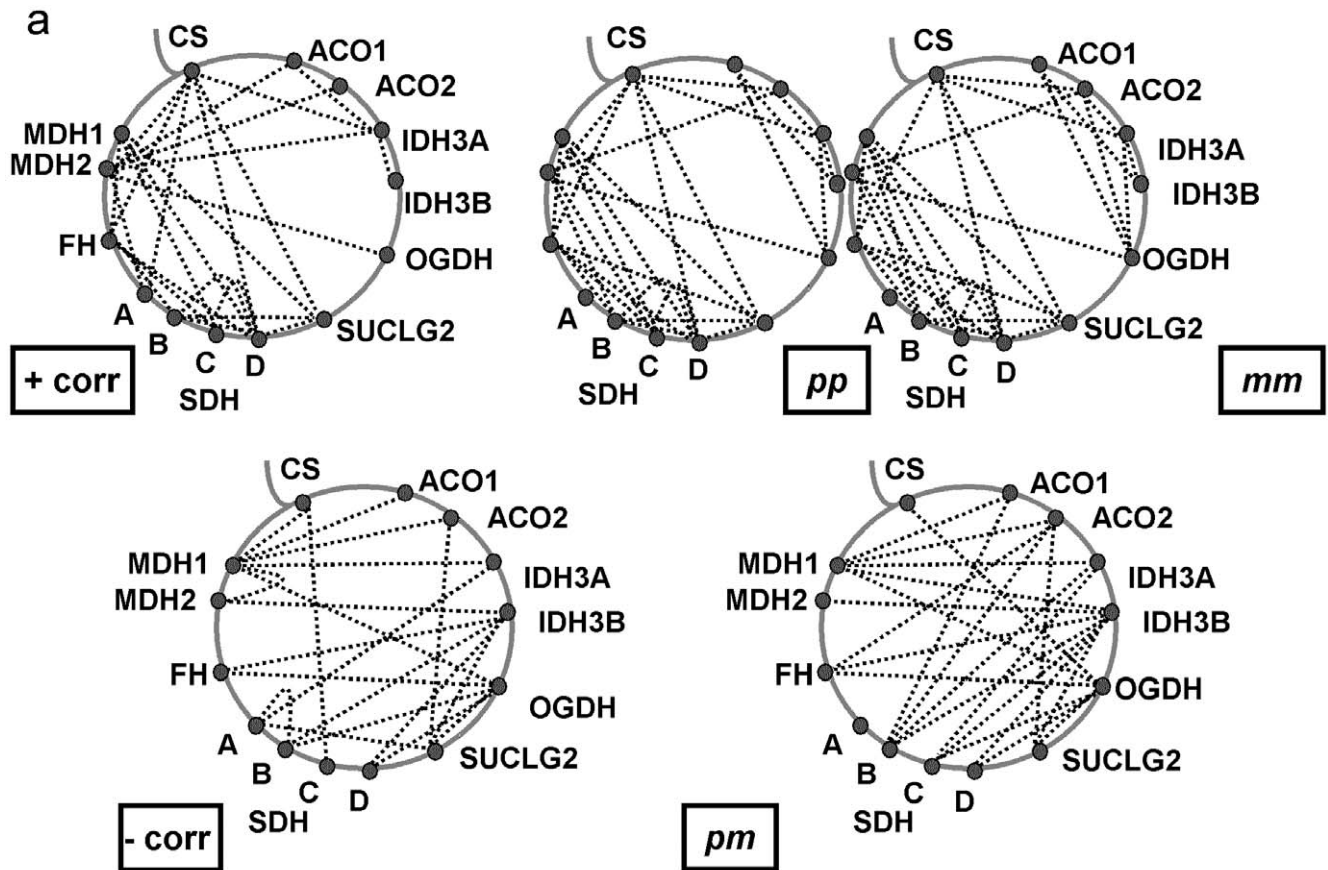 a
CS
ACO1
ACO2
MDH1
MDH2
IDH3A
IDH3B
FH
OGDH
A
B
C
D
SUCLG2
SDH
+ corr
CS
A
B
C
D
SDH
pp
CS
ACO1
ACO2
IDH3A
IDH3B
OGDH
A
B
C
D
SUCLG2
SDH
mm
CS
ACO1
ACO2
MDH1
MDH2
IDH3A
IDH3B
FH
OGDH
A
B
C
D
SUCLG2
SDH
- corr
CS
ACO1
ACO2
MDH1
MDH2
IDH3A
IDH3B
FH
OGDH
A
B
C
D
SUCLG2
SDH
pm